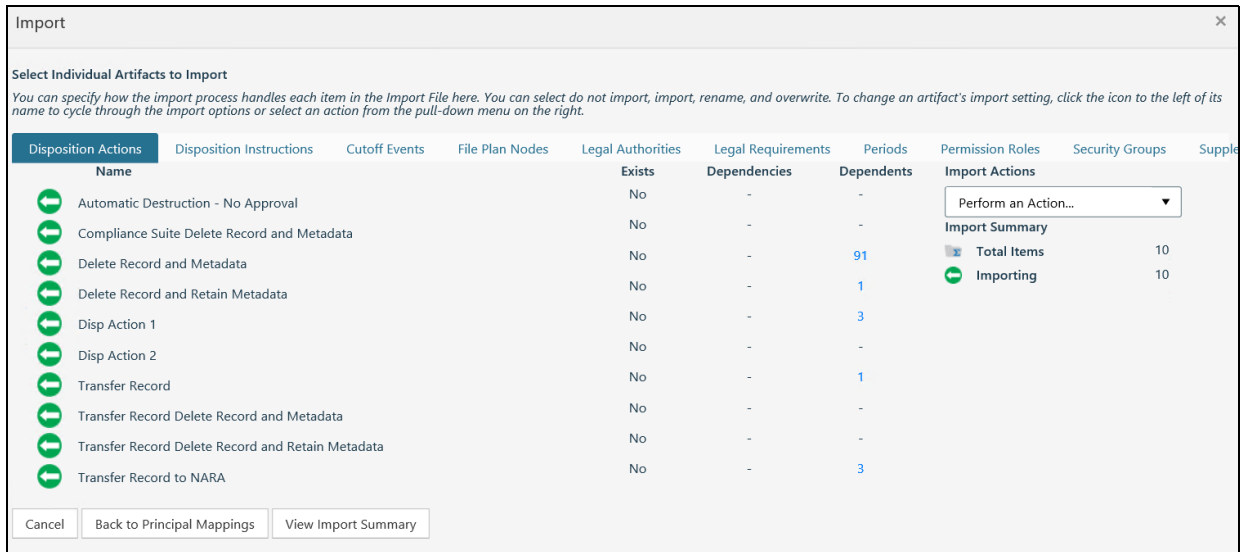 Import ×
Select Individual Artifacts to Import
You can specify how the import process handles each item in the Import File here. You can select do not import, import, rename, and overwrite. To change an artifact's import setting, click the icon to the left of its
name to cycle through the import options or select an action from the pull-down menu on the right.
Disposition Actions Disposition Instructions Cutoff Events File Plan Nodes Legal Authorities Legal Requirements Periods Permission Roles Security Groups Supple
Name Exists Dependencies Dependents Import Actions
Automatic Destruction - No Approval No - - Perform an Action...
Compliance Suite Delete Record and Metadata No - - Import Summary
Delete Record and Metadata No - 91 Total Items 10
Delete Record and Retain Metadata No - 1 Importing 10
Disp Action 1 No - 3
Disp Action 2 No - -
Transfer Record No - 1
Transfer Record Delete Record and Metadata No - -
Transfer Record Delete Record and Retain Metadata No - -
Transfer Record to NARA No - 3
Cancel Back to Principal Mappings View Import Summary